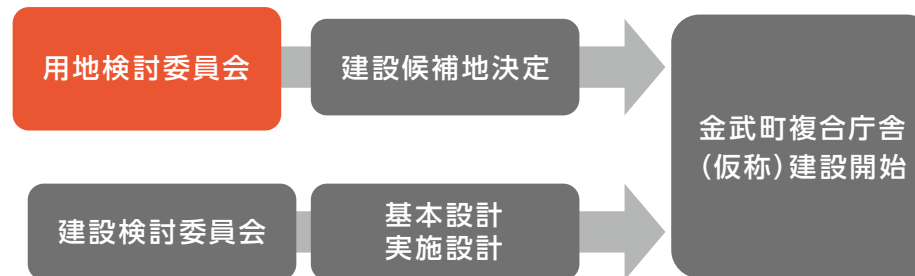 用地検討委員会
建設候補地決定
金武町複合庁舎
(仮称)建設開始
建設検討委員会
基本設計
実施設計